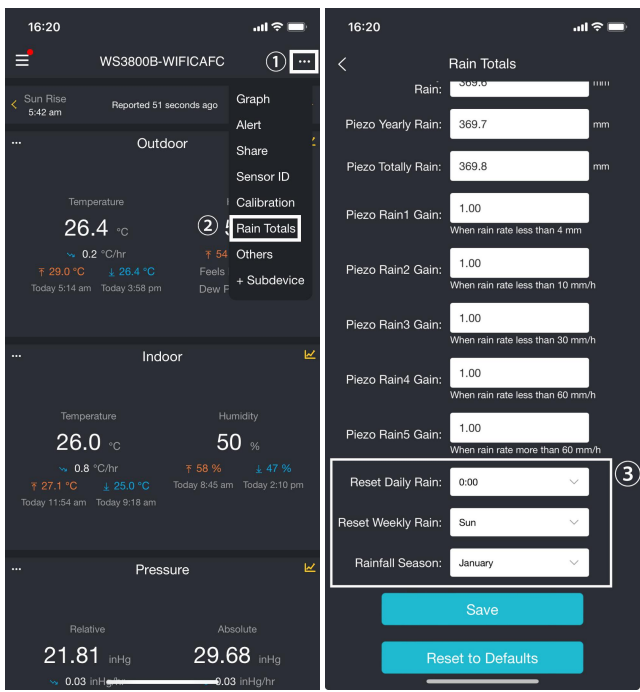 16:20
WS3800B-WIFICAFC
① ...
Sun Rise
5:42 am
Reported 51 seconds ago
Graph
Alert
Share
Sensor ID
Calibration
② Rain Totals
Others
+ Subdevice
... Outdoor
Temperature
26.4 °C
0.2 °C/hr
29.0 °C 26.4 °C
Today 5:14 am Today 3:58 pm
54
Feels
Dew P
... Indoor
Temperature Humidity
26.0 °C 50 %
0.8 °C/hr 58 % 47 %
27.1 °C 25.0 °C Today 8:45 am Today 2:10 pm
Today 11:54 am Today 9:18 am
... Pressure
Relative Absolute
21.81 inHg 29.68 inHg
0.03 inHg/hr 0.03 inHg/hr
16:20
Rain Totals
Rain: 369.6 mm
Piezo Yearly Rain: 369.7 mm
Piezo Totally Rain: 369.8 mm
Piezo Rain1 Gain: 1.00
When rain rate less than 4 mm
Piezo Rain2 Gain: 1.00
When rain rate less than 10 mm/h
Piezo Rain3 Gain: 1.00
When rain rate less than 30 mm/h
Piezo Rain4 Gain: 1.00
When rain rate less than 60 mm/h
Piezo Rain5 Gain: 1.00
When rain rate more than 60 mm/h
③
Reset Daily Rain: 0:00
Reset Weekly Rain: Sun
Rainfall Season: January
Save
Reset to Defaults